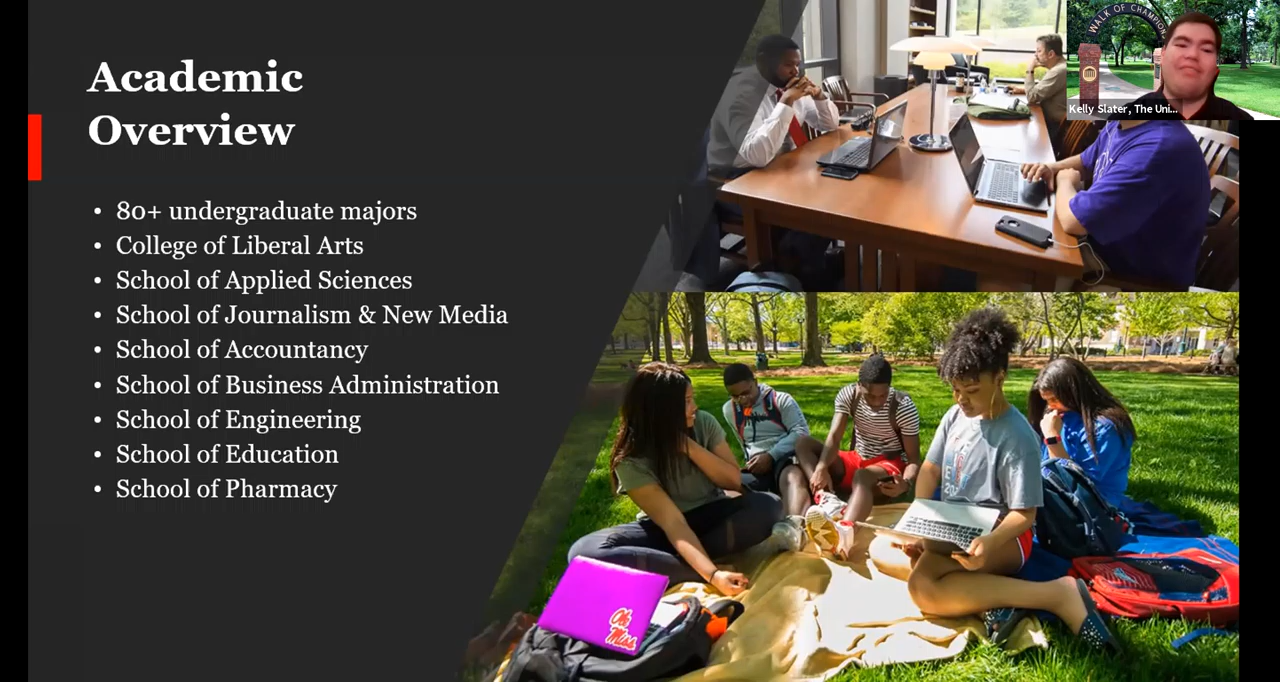 Academic
Overview
• 80+ undergraduate majors
• College of Liberal Arts
• School of Applied Sciences
• School of Journalism & New Media
• School of Accountancy
• School of Business Administration
• School of Engineering
• School of Education
• School of Pharmacy
WALK OF CHAMPION
Kelly Slater, The Uni...
Ole
Miss